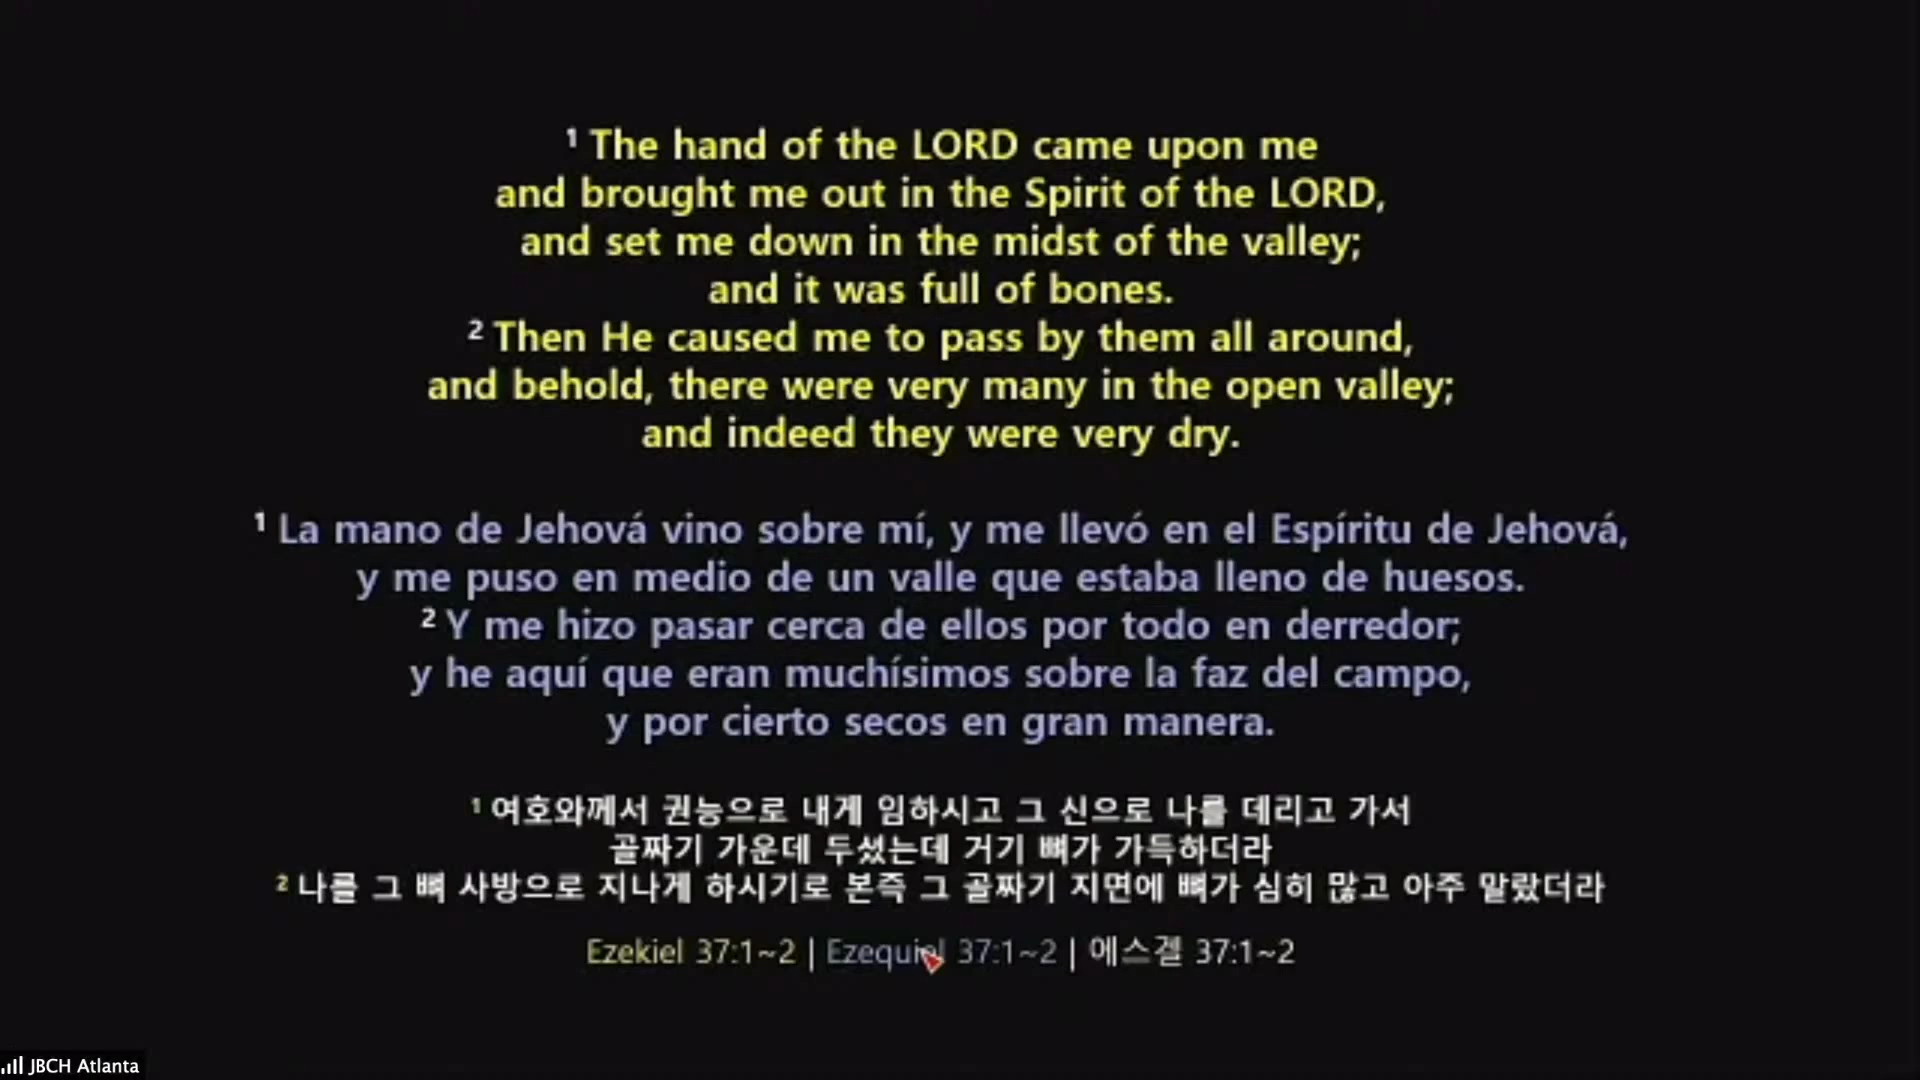 ¹ The hand of the LORD came upon me
and brought me out in the Spirit of the LORD,
and set me down in the midst of the valley;
and it was full of bones.
² Then He caused me to pass by them all around,
and behold, there were very many in the open valley;
and indeed they were very dry.
¹ La mano de Jehová vino sobre mí, y me llevó en el Espíritu de Jehová,
y me puso en medio de un valle que estaba lleno de huesos.
² Y me hizo pasar cerca de ellos por todo en derredor;
y he aquí que eran muchísimos sobre la faz del campo,
y por cierto secos en gran manera.
¹ 여호와께서 권능으로 내게 임하시고 그 신으로 나를 데리고 가서
골짜기 가운데 두셨는데 거기 뼈가 가득하더라
² 나를 그 뼈 사방으로 지나게 하시기로 본즉 그 골짜기 지면에 뼈가 심히 많고 아주 말랐더라
Ezekiel 37:1~2 | Ezequiel 37:1~2 | 에스겔 37:1~2
JBCH Atlanta